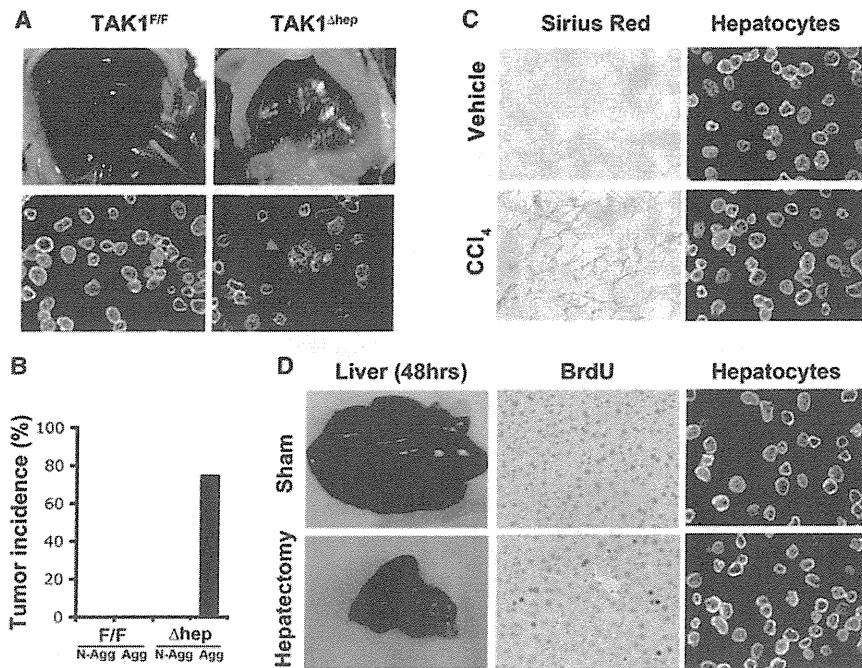 A
TAK1F/F
TAK1Δhep
B
Tumor incidence (%)
100
80
60
40
20
0
F/F
Δhep
N-Agg Agg N-Agg Agg
C
Sirius Red
Hepatocytes
Vehicle
CCl4
D
Liver (48hrs)
BrdU
Hepatocytes
Sham
Hepatectomy